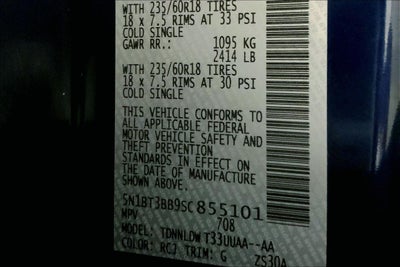 WITH 235/60R18 TIRES
18 x 7.5 RIMS AT 33 PSI
COLD SINGLE
GAWR RR.: 1095 KG
2414 LB
WITH 235/60R18 TIRES
18 x 7.5 RIMS AT 30 PSI
COLD SINGLE
THIS VEHICLE CONFORMS TO
ALL APPLICABLE FEDERAL
MOTOR VEHICLE SAFETY AND
THEFT PREVENTION
STANDARDS IN EFFECT ON
THE DATE OF MANUFACTURE
SHOWN ABOVE.
5N1BT3BB9SC855101
MPV 708
MODEL: TDNNLDW T33UUAA--AA
COLOR: RCJ TRIM: G ZS30A